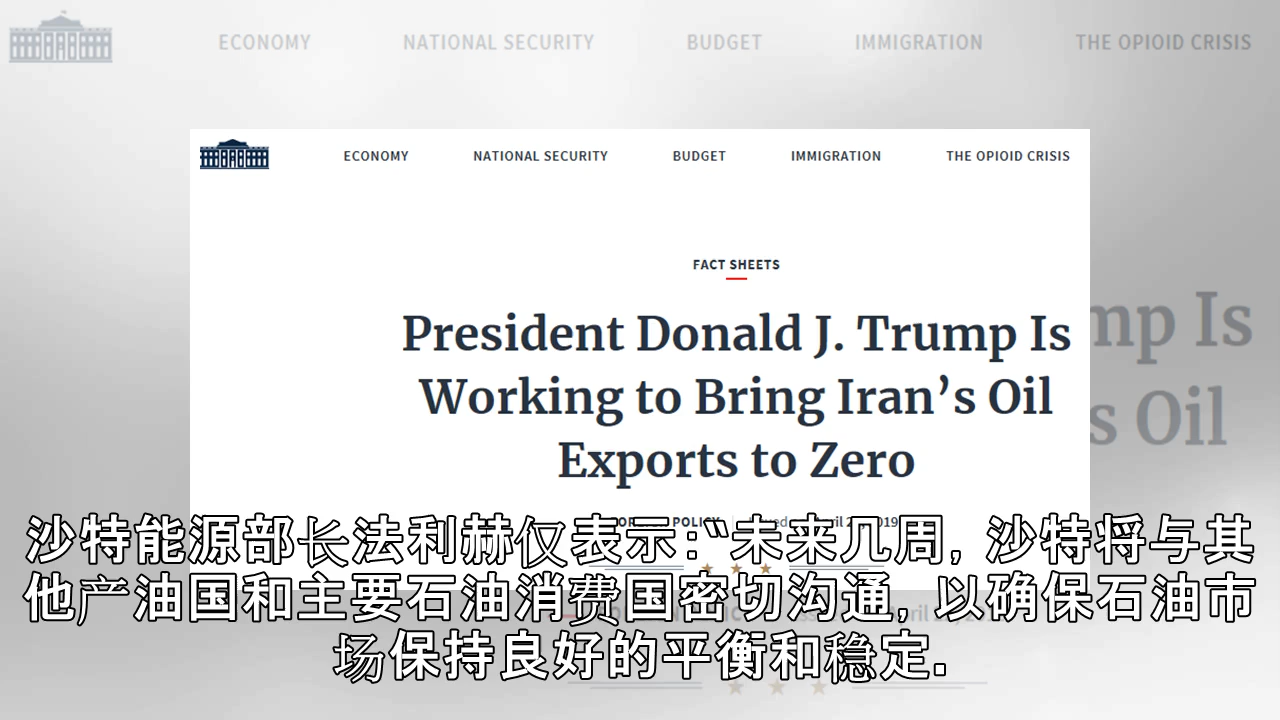 ECONOMY NATIONAL SECURITY BUDGET IMMIGRATION THE OPIOID CRISIS
ECONOMY NATIONAL SECURITY BUDGET IMMIGRATION THE OPIOID CRISIS
FACT SHEETS
President Donald J. Trump Is
Working to Bring Iran’s Oil
Exports to Zero
mp Is
s Oil
POLICY
沙特能源部长法利赫仅表示:“未来几周, 沙特将与其
他产油国和主要石油消费国密切沟通, 以确保石油市
场保持良好的平衡和稳定.